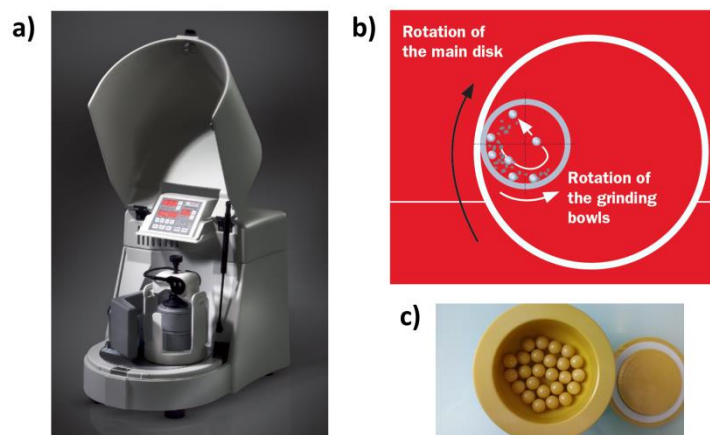 a)
b)
Rotation of
the main disk
Rotation of
the grinding
bowls
c)